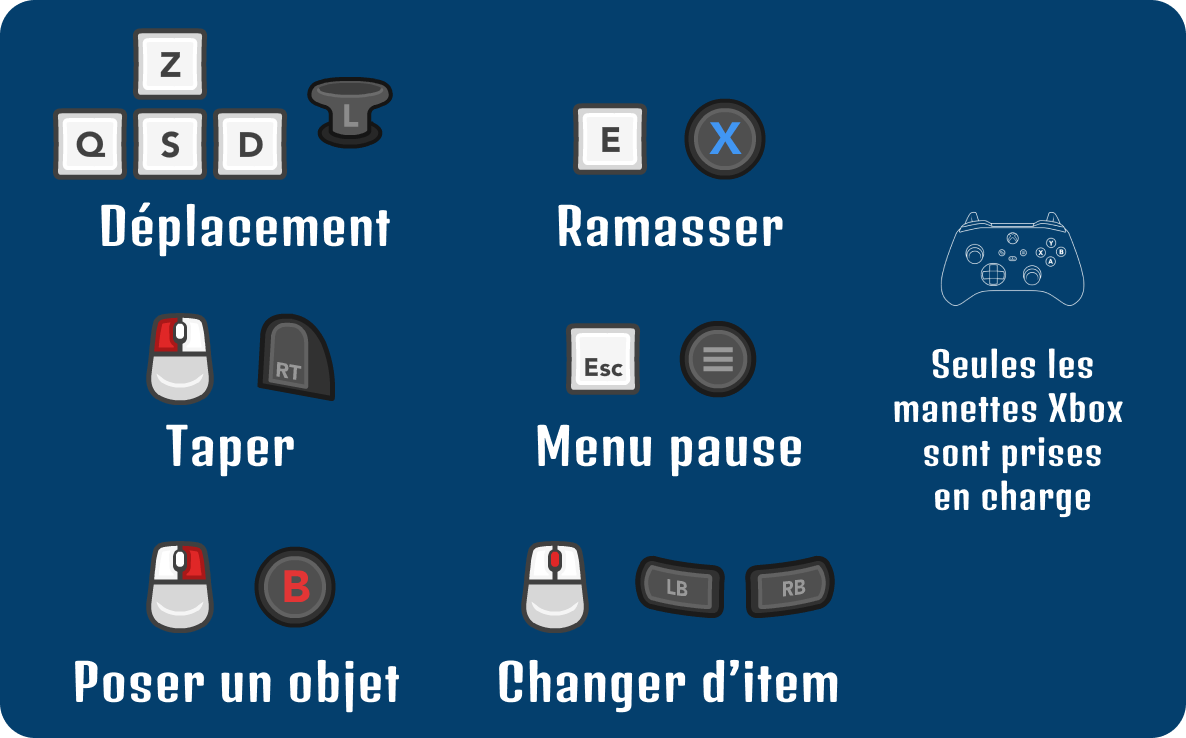 Z
Q S D L
Déplacement
E X
Ramasser
RT
Taper
Esc
Menu pause
B
Poser un objet
LB RB
Changer d'item
Y
X B
A
Seules les
manettes Xbox
sont prises
en charge